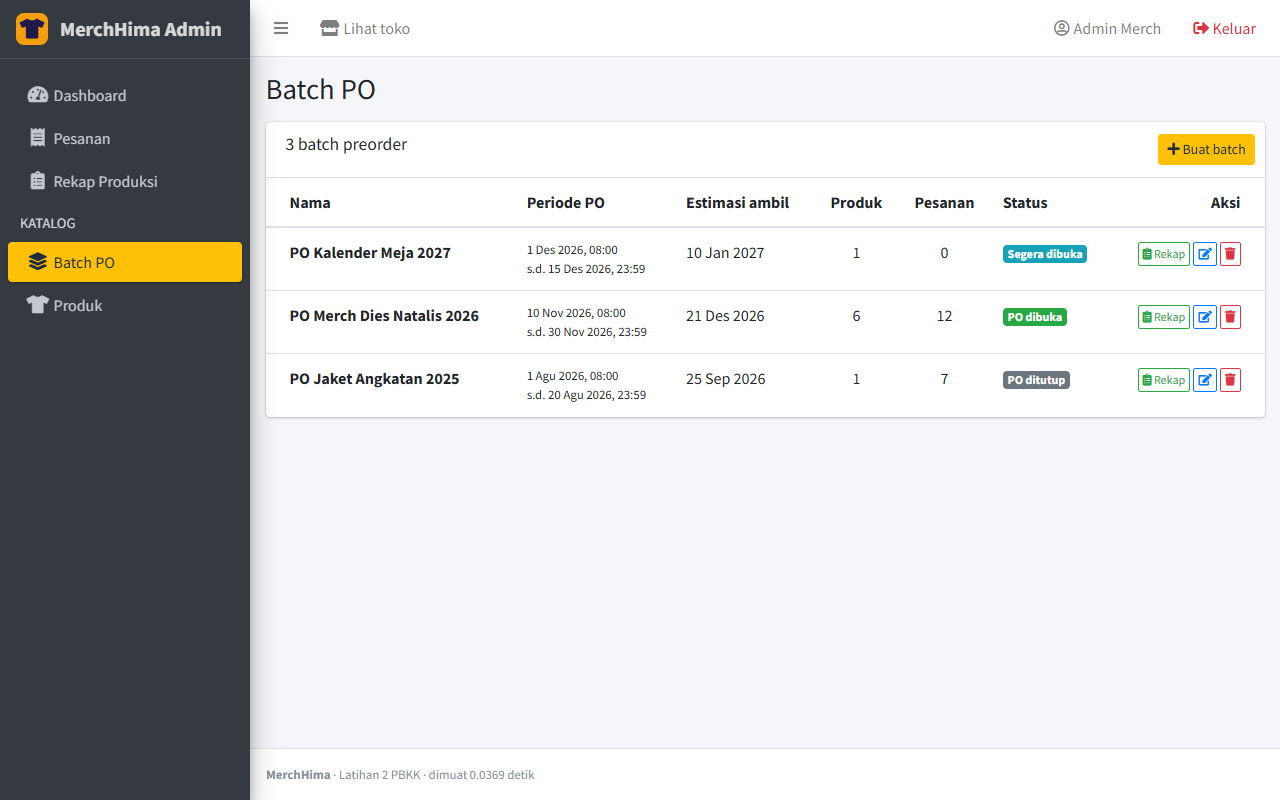 MerchHima Admin
Lihat toko
Admin Merch
Keluar
Dashboard
Pesanan
Rekap Produksi
KATALOG
Batch PO
Produk
Batch PO
3 batch preorder
Buat batch
Nama Periode PO Estimasi ambil Produk Pesanan Status Aksi
PO Kalender Meja 2027 1 Des 2026, 08:00 10 Jan 2027 1 0 Segera dibuka Rekap
s.d. 15 Des 2026, 23:59
PO Merch Dies Natalis 2026 10 Nov 2026, 08:00 21 Des 2026 6 12 PO dibuka Rekap
s.d. 30 Nov 2026, 23:59
PO Jaket Angkatan 2025 1 Agu 2026, 08:00 25 Sep 2026 1 7 PO ditutup Rekap
s.d. 20 Agu 2026, 23:59
MerchHima · Latihan 2 PBKK · dimuat 0.0369 detik